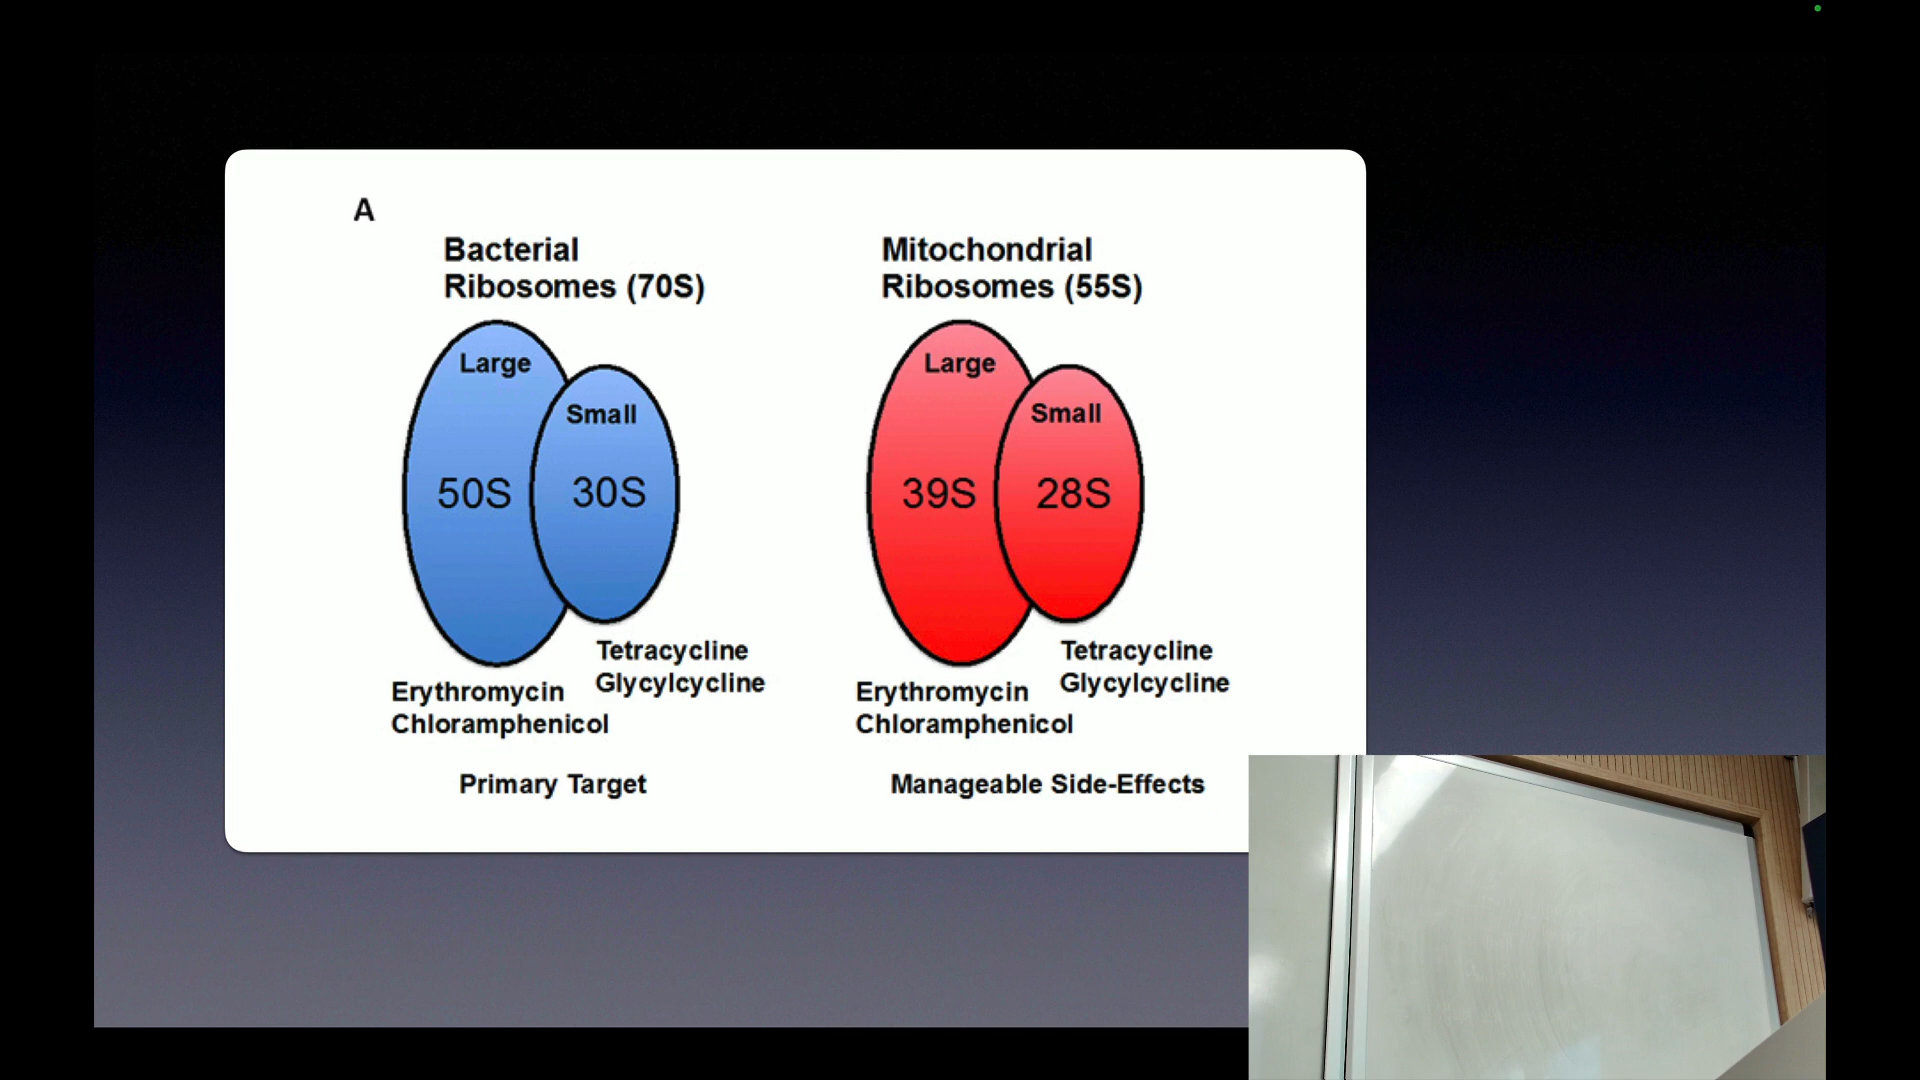 A
Bacterial
Ribosomes (70S)
Large
Small
50S
30S
Tetracycline
Glycylcycline
Erythromycin
Chloramphenicol
Primary Target
Mitochondrial
Ribosomes (55S)
Large
Small
39S
28S
Tetracycline
Glycylcycline
Erythromycin
Chloramphenicol
Manageable Side-Effects